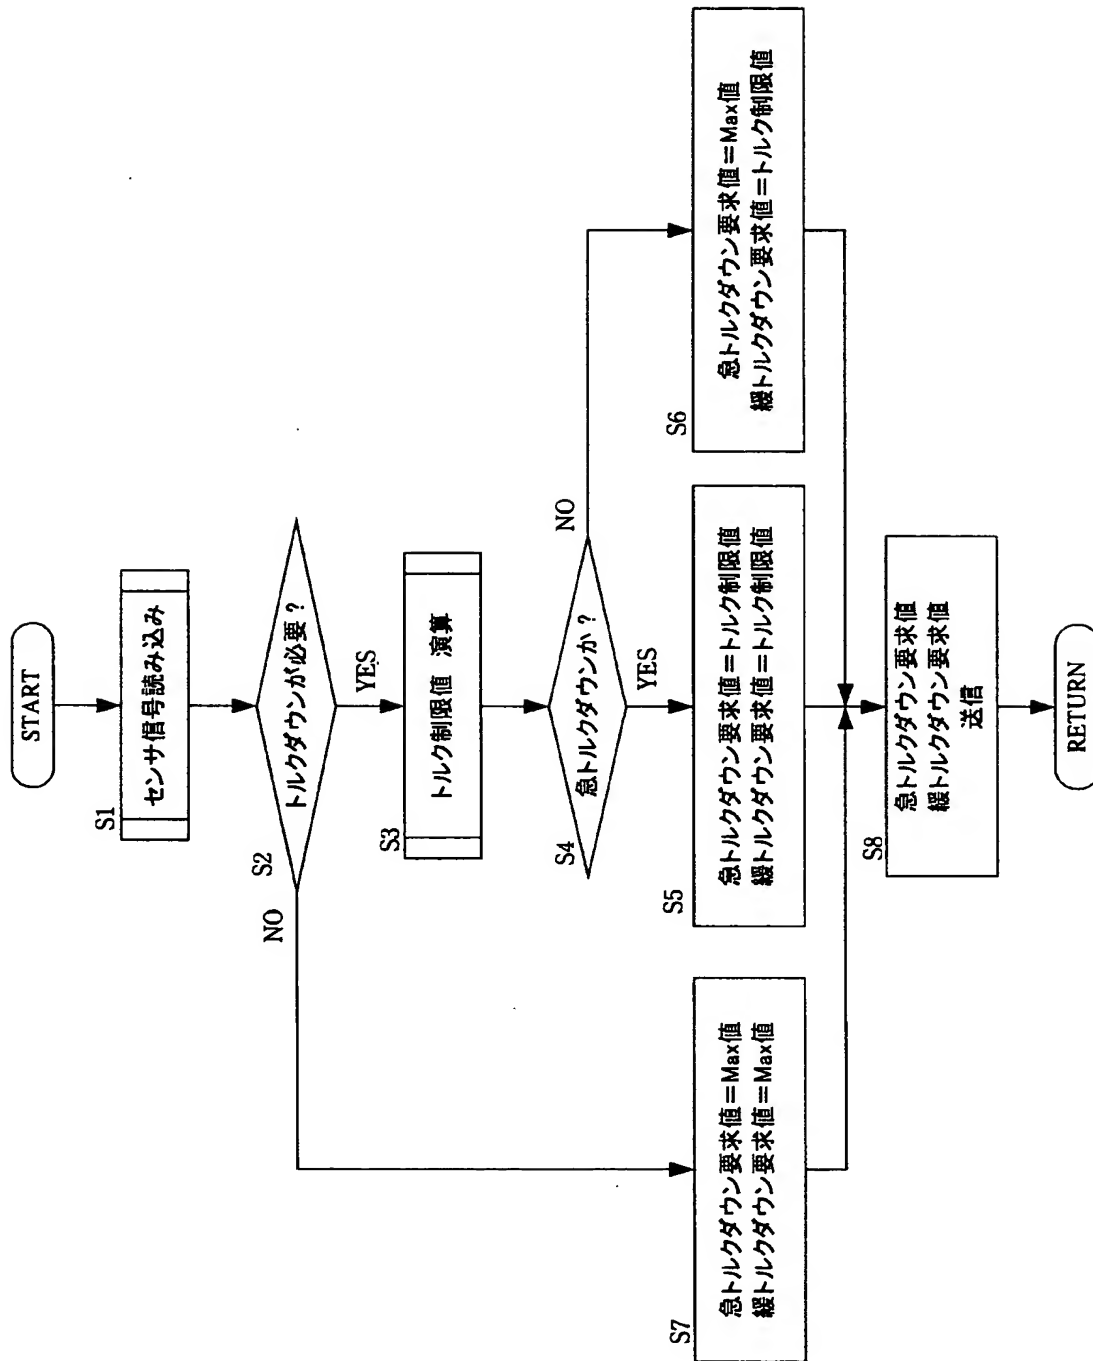 START
S1
センサ信号読み込み
S2
トルクダウンが必要？
NO
YES
S3
トルク制限値 演算
S4
急トルクダウンか？
NO
YES
S7
急トルクダウン要求値＝Max値
緩トルクダウン要求値＝Max値
S5
急トルクダウン要求値＝トルク制限値
緩トルクダウン要求値＝トルク制限値
S6
急トルクダウン要求値＝Max値
緩トルクダウン要求値＝トルク制限値
S8
急トルクダウン要求値
緩トルクダウン要求値
送信
RETURN